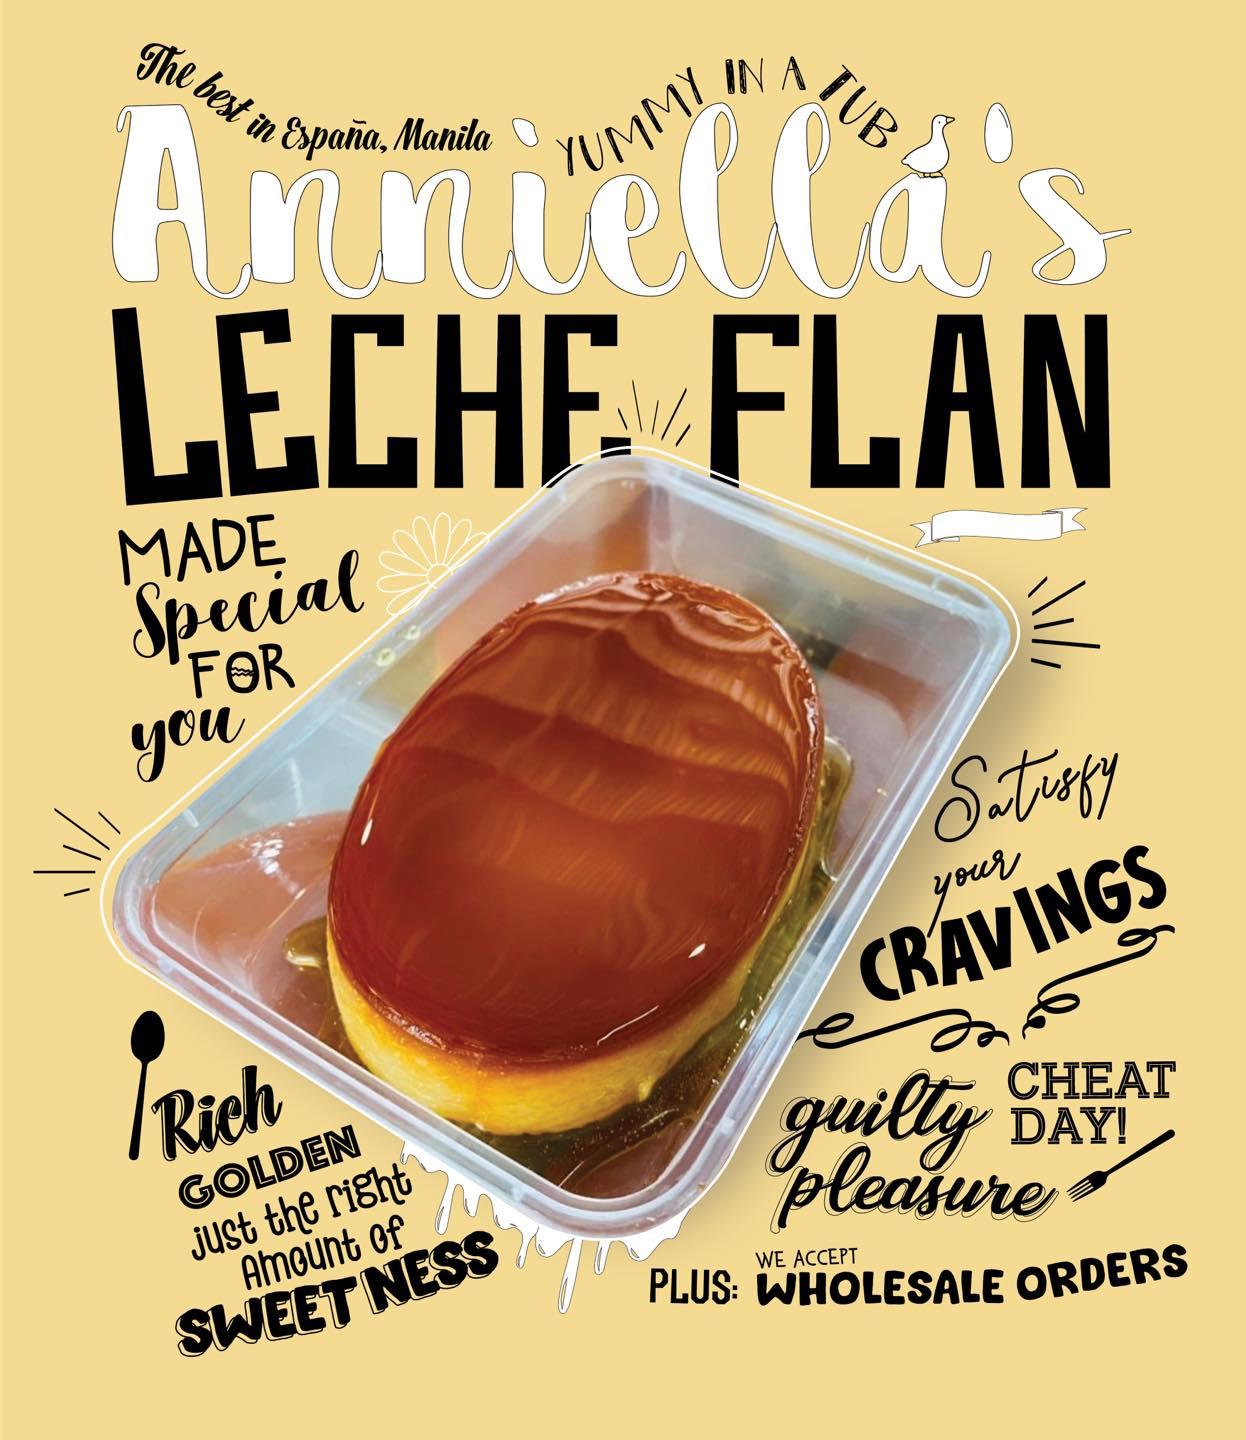 The best in España, Manila
YUMMY IN A TUB
Anniella's
LECHE FLAN
MADE
Special
FOR
you
Satisfy
your
CRAVINGS
Rich
GOLDEN
just the right
Amount of
SWEETNESS
guilty
pleasure
CHEAT
DAY!
PLUS: WE ACCEPT
WHOLESALE ORDERS